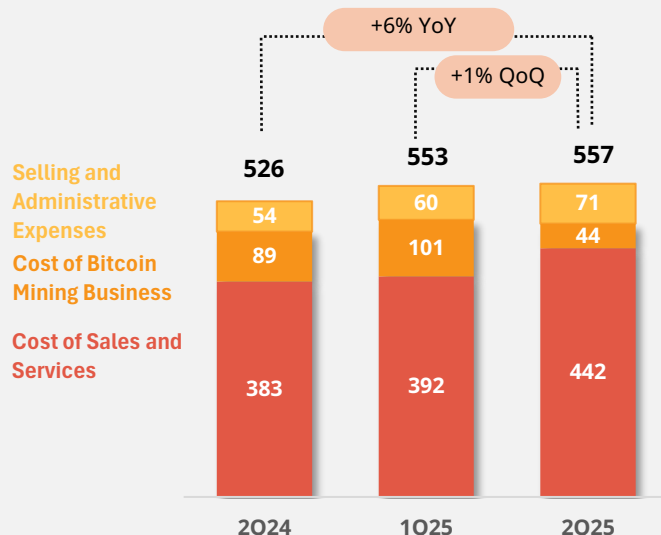 +6% YoY
+1% QoQ
526
553
557
Selling and
Administrative
Expenses
54
60
71
Cost of Bitcoin
Mining Business
89
101
44
Cost of Sales and
Services
383
392
442
2Q24
1Q25
2Q25